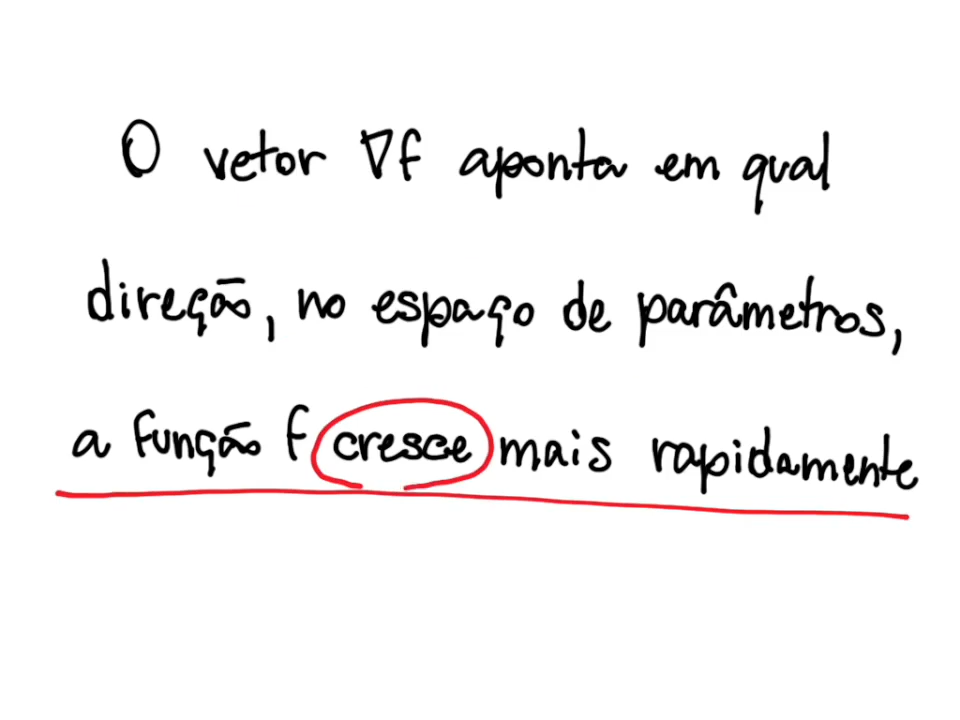 O vetor ∇f aponta em qual
direção, no espaço de parâmetros,
a função f cresce mais rapidamente